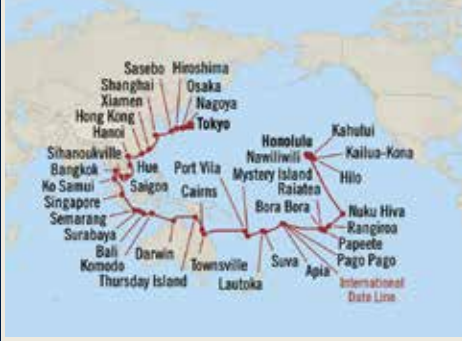 Sasebo Hiroshima
Shanghai Osaka
Xiamen Nagoya
Hong Kong Tokyo
Hanoi
Sihanoukville
Bangkok Hue
Ko Samui Saigon
Singapore
Semarang
Surabaya
Bali
Komodo
Darwin
Thursday Island
Port Vila
Cairns
Townsville
Lautoka
Suva
Apia
Honolulu
Nawiliwili
Mystery Island
Raiatea
Bora Bora
Kahului
Kailua-Kona
Hilo
Nuku Hiva
Rangiroa
Papeete
Pago Pago
International
Date Line